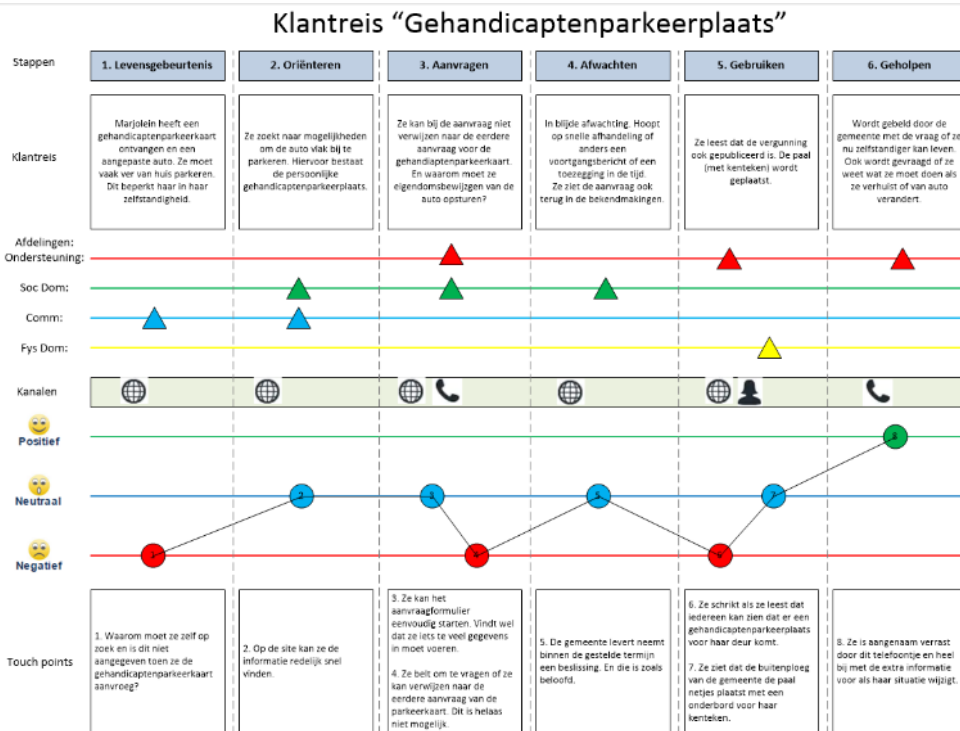 Klantreis “Gehandicaptenparkeerplaats”
Stappen
1. Levensgebeurtenis
2. Oriënteren
3. Aanvragen
4. Afwachten
5. Gebruiken
6. Geholpen
Klantreis
Marjolein heeft een
gehandicaptenparkeerkaart
ontvangen en een
aangepaste auto. Ze moet
vaak ver van huis parkeren.
Dit beperkt haar in haar
zelfstandigheid.
Ze zoekt naar mogelijkheden
om de auto vlak bij te
parkeren. Hiervoor bestaat
de persoonlijke
gehandicaptenparkeerplaats.
Ze kan bij de aanvraag niet
verwijzen naar de eerdere
aanvraag voor de
gehandiaptenparkeerkaart.
En waarom moet ze
eigendomsbewijzen van de
auto opsturen?
In blijde afwachting. Hoopt
op snelle afhandeling of
anders een
voortgangsbericht of een
toezegging in de tijd.
Ze ziet de aanvraag ook
terug in de bekendmakingen.
Ze leest dat de vergunning
ook gepubliceerd is. De paal
(met kenteken) wordt
geplaatst.
Wordt gebeld door de
gemeente met de vraag of ze
nu zelfstandiger kan leven.
Ook wordt gevraagd of ze
weet wat ze moet doen als
ze verhuist of van auto
verandert.
Afdelingen:
Ondersteuning:
Soc Dom:
Comm:
Fys Dom:
Kanalen
Positief
8
Neutraal
2
3
5
7
Negatief
1
4
6
Touch points
1. Waarom moet ze zelf op
zoek en is dit niet
aangegeven toen ze de
gehandicaptenparkeerkaart
aanvroeg?
2. Op de site kan ze de
informatie redelijk snel
vinden.
3. Ze kan het
aanvraagformulier
eenvoudig starten. Vindt wel
dat ze iets te veel gegevens
in moet voeren.
4. Ze belt om te vragen of ze
kan verwijzen naar de
eerdere aanvraag van de
parkeerkaart. Dit is helaas
niet mogelijk.
5. De gemeente levert neemt
binnen de gestelde termijn
een beslissing. En die is zoals
beloofd.
6. Ze schrikt als ze leest dat
iedereen kan zien dat er een
gehandicaptenparkeerplaats
voor haar deur komt.
7. Ze ziet dat de buitenploeg
van de gemeente de paal
netjes plaatst met een
onderbord voor haar
kenteken.
8. Ze is aangenaam verrast
door dit telefoontje en heel
bij met de extra informatie
voor als haar situatie wijzigt.